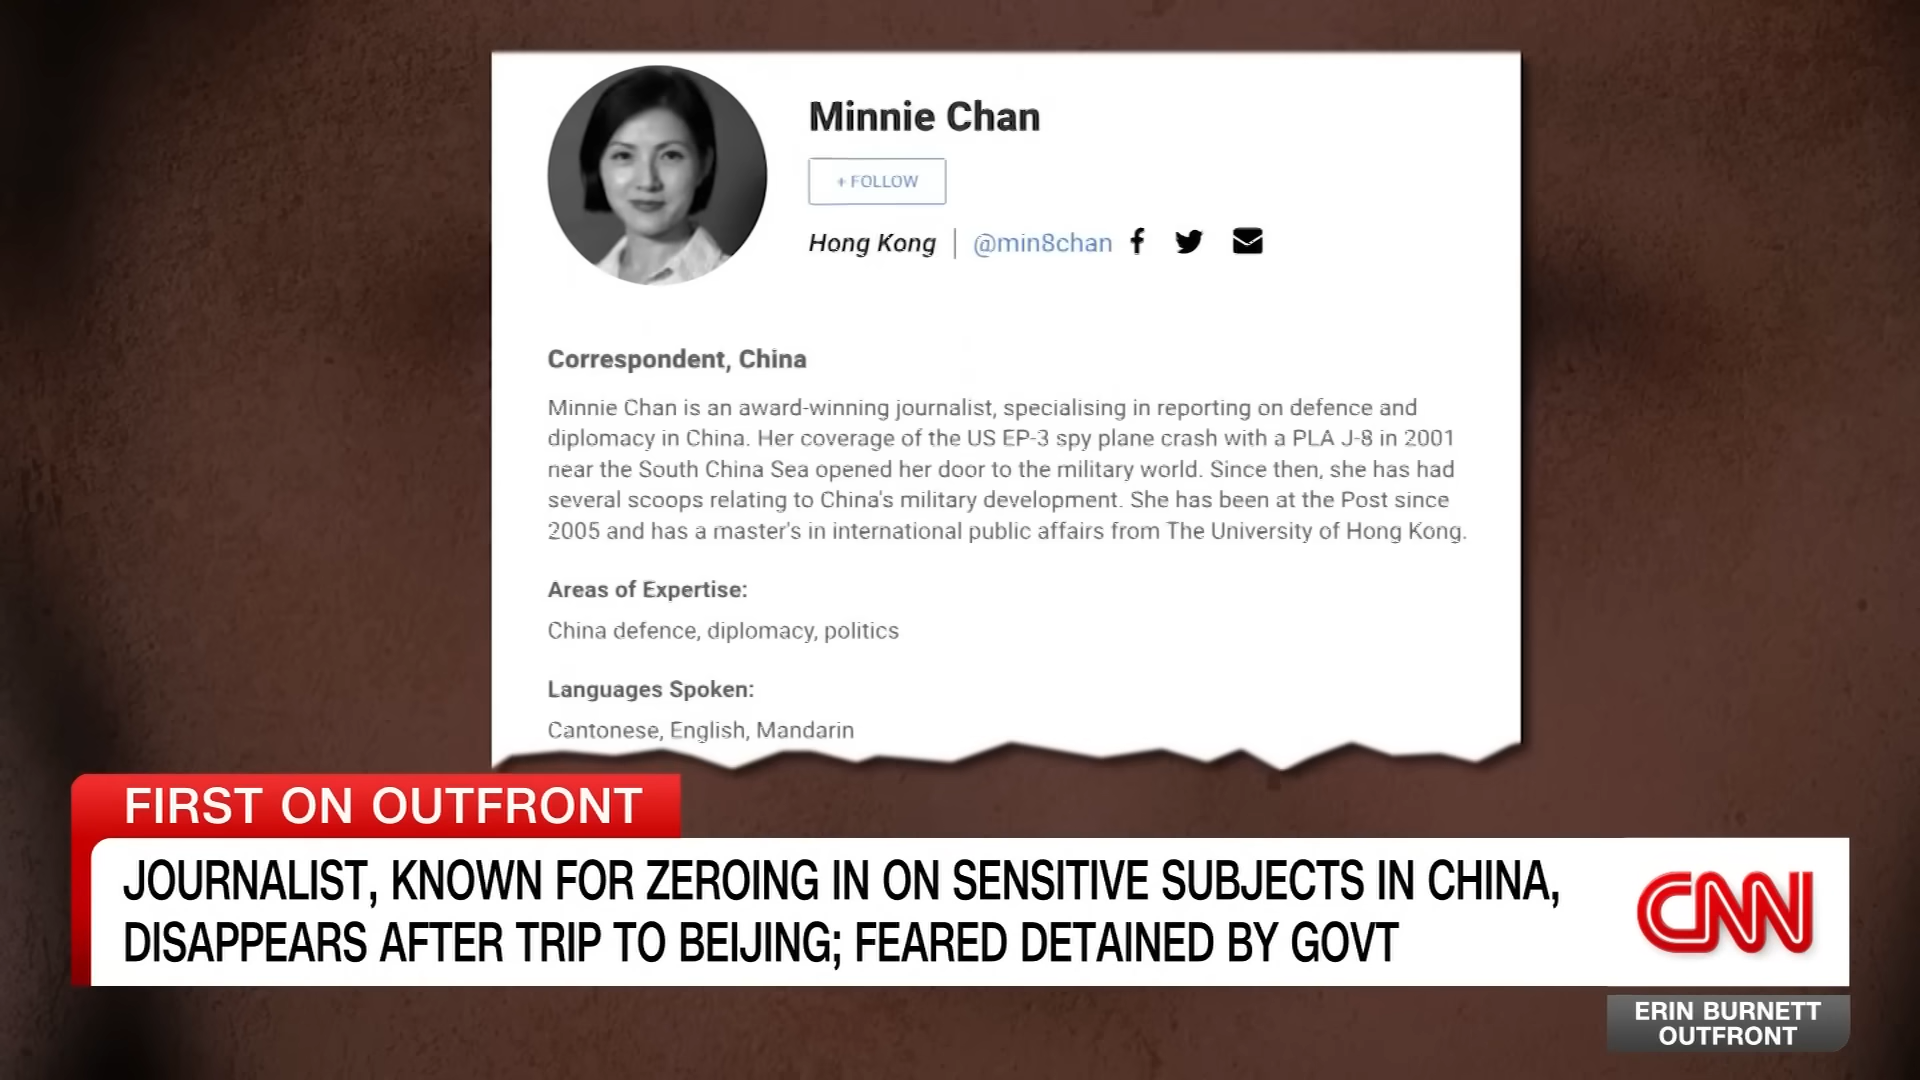 Minnie Chan
+ FOLLOW
Hong Kong | @min8chan
Correspondent, China
Minnie Chan is an award-winning journalist, specialising in reporting on defence and
diplomacy in China. Her coverage of the US EP-3 spy plane crash with a PLA J-8 in 2001
near the South China Sea opened her door to the military world. Since then, she has had
several scoops relating to China's military development. She has been at the Post since
2005 and has a master's in international public affairs from The University of Hong Kong.
Areas of Expertise:
China defence, diplomacy, politics
Languages Spoken:
Cantonese, English, Mandarin
FIRST ON OUTFRONT
JOURNALIST, KNOWN FOR ZEROING IN ON SENSITIVE SUBJECTS IN CHINA,
DISAPPEARS AFTER TRIP TO BEIJING; FEARED DETAINED BY GOVT
CNN
ERIN BURNETT
OUTFRONT